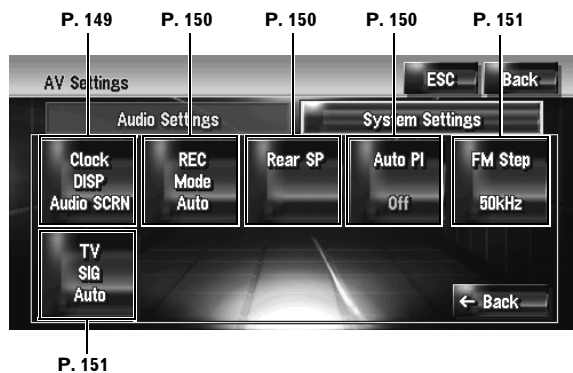 P. 149 P. 150 P. 150 P. 150 P. 151
AV Settings ESC Back
Audio Settings System Settings
Clock
DISP
Audio SCRN
REC
Mode
Auto
Rear SP
Auto PI
Off
FM Step
50kHz
TV
SIG
Auto
← Back
P. 151